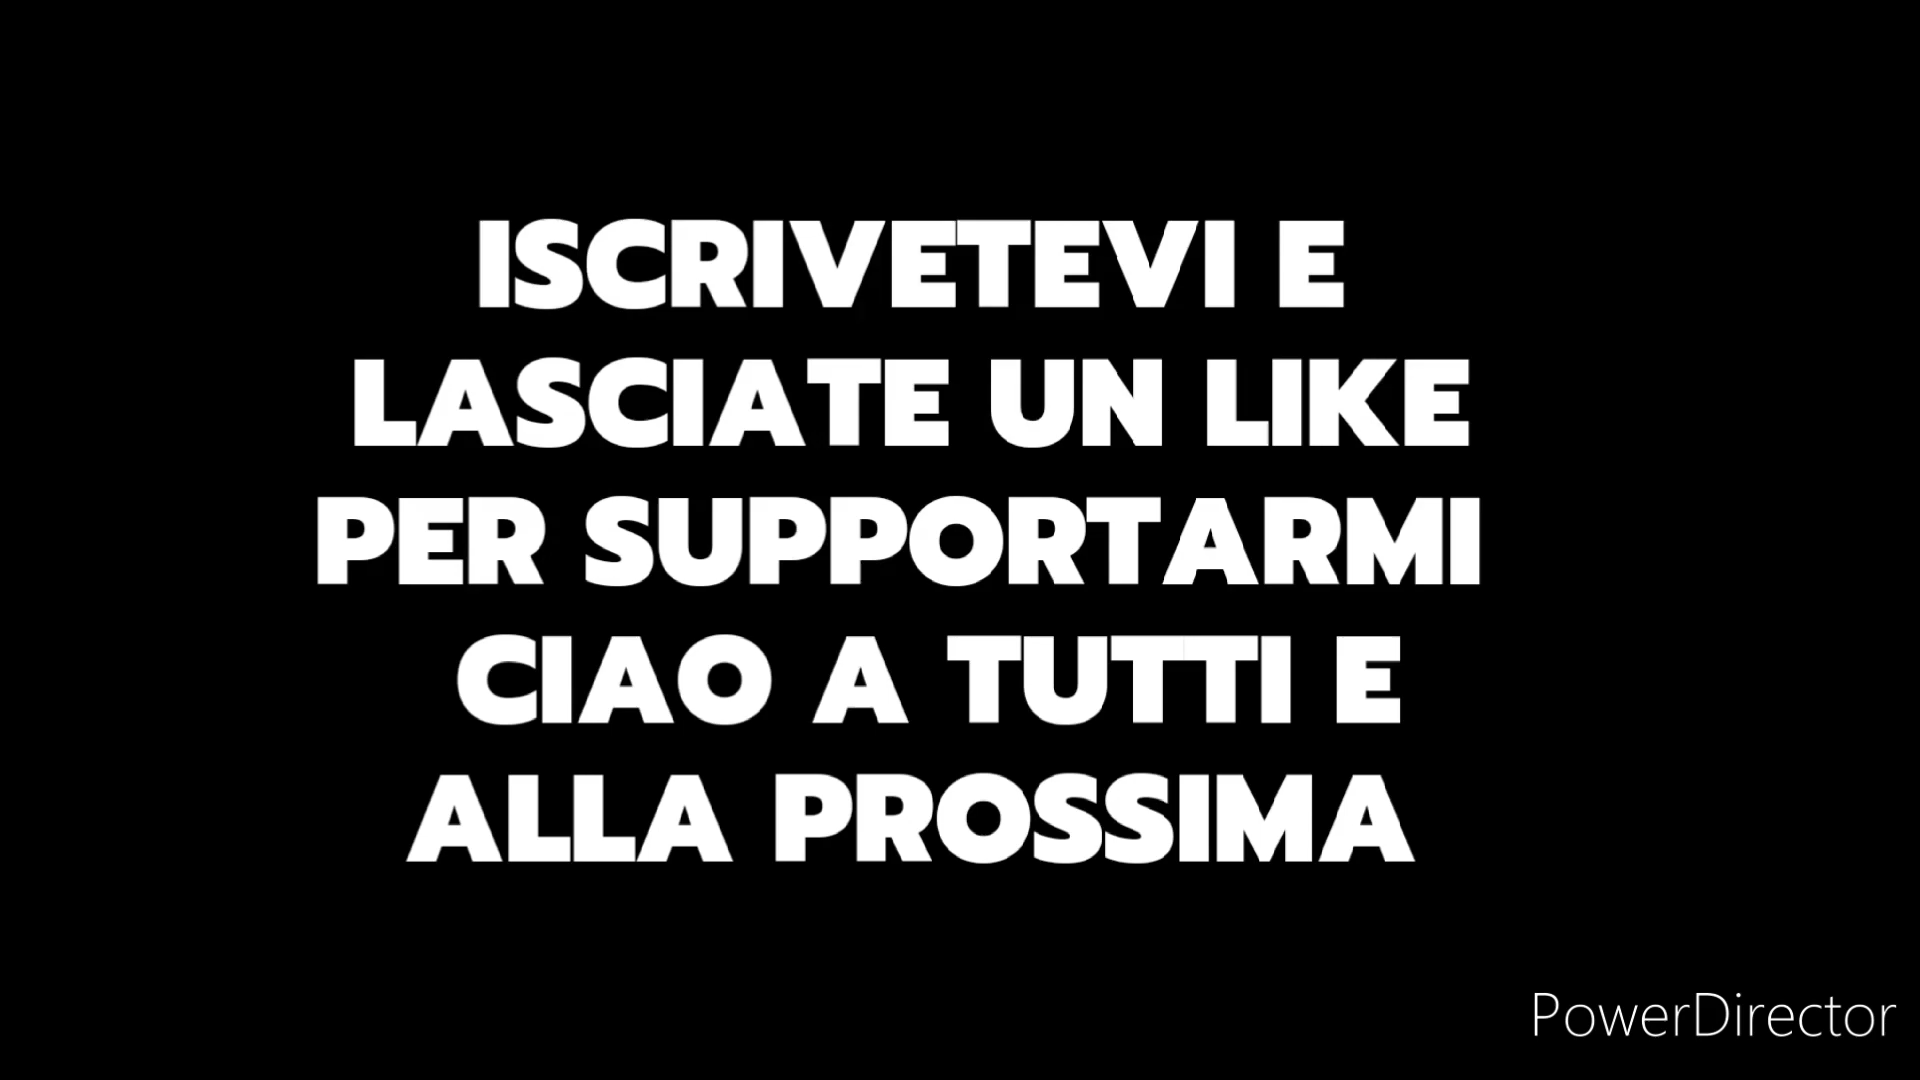 ISCRIVETEVI E
LASCIATE UN LIKE
PER SUPPORTARMI
CIAO A TUTTI E
ALLA PROSSIMA
PowerDirector